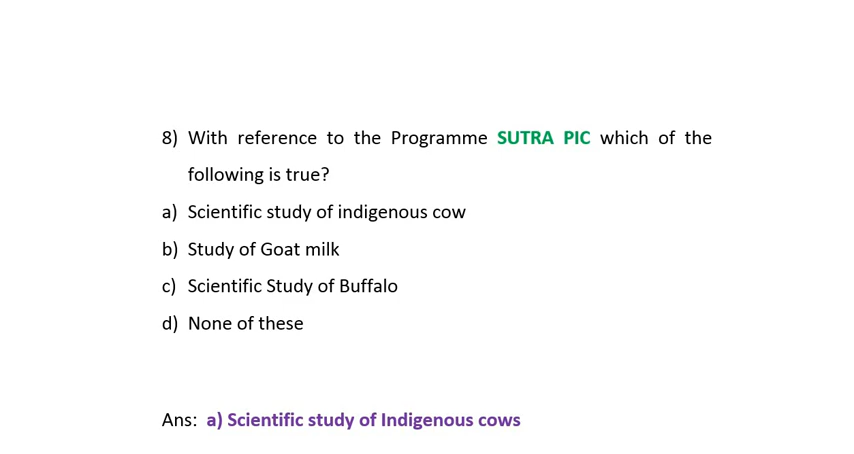 8) With reference to the Programme SUTRA PIC which of the
following is true?
a) Scientific study of indigenous cow
b) Study of Goat milk
c) Scientific Study of Buffalo
d) None of these
Ans: a) Scientific study of Indigenous cows